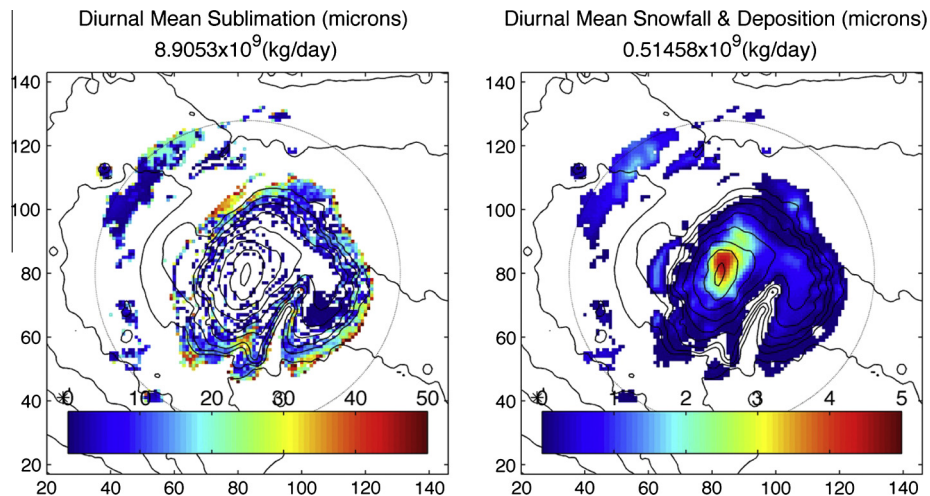 Diurnal Mean Sublimation (microns)
8.9053x10^9(kg/day)
140
120
100
80
60
40
20
0 10 20 30 40 50
20 40 60 80 100 120 140
Diurnal Mean Snowfall & Deposition (microns)
0.51458x10^9(kg/day)
140
120
100
80
60
40
20
0 1 2 3 4 5
20 40 60 80 100 120 140